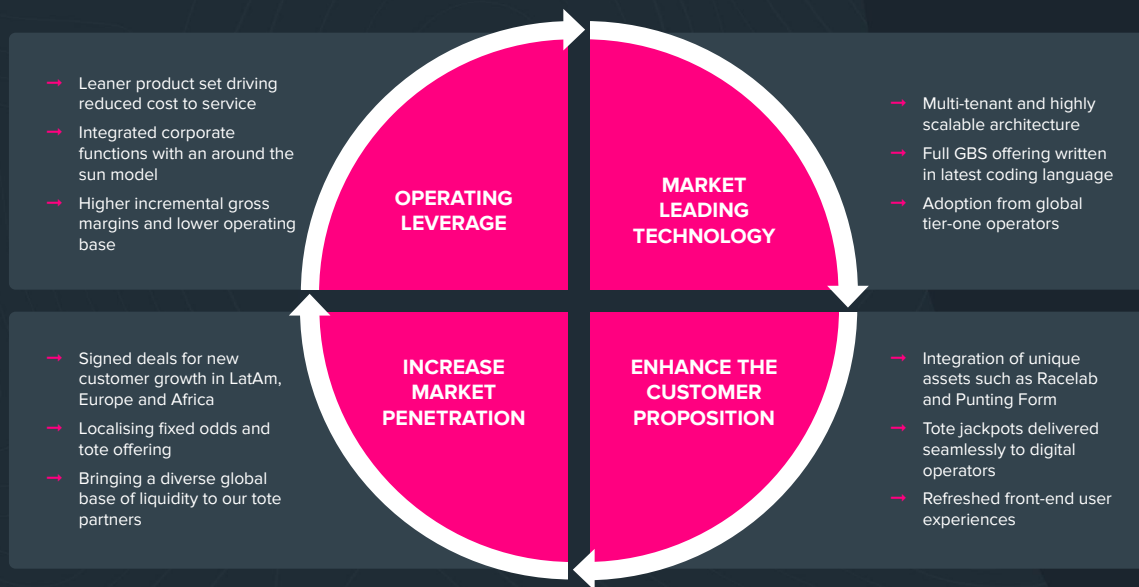 Leaner product set driving
reduced cost to service
Integrated corporate
functions with an around the
sun model
Higher incremental gross
margins and lower operating
base
OPERATING
LEVERAGE
MARKET
LEADING
TECHNOLOGY
Multi-tenant and highly
scalable architecture
Full GBS offering written
in latest coding language
Adoption from global
tier-one operators
Signed deals for new
customer growth in LatAm,
Europe and Africa
Localising fixed odds and
tote offering
Bringing a diverse global
base of liquidity to our tote
partners
INCREASE
MARKET
PENETRATION
ENHANCE THE
CUSTOMER
PROPOSITION
Integration of unique
assets such as Racelab
and Punting Form
Tote jackpots delivered
seamlessly to digital
operators
Refreshed front-end user
experiences